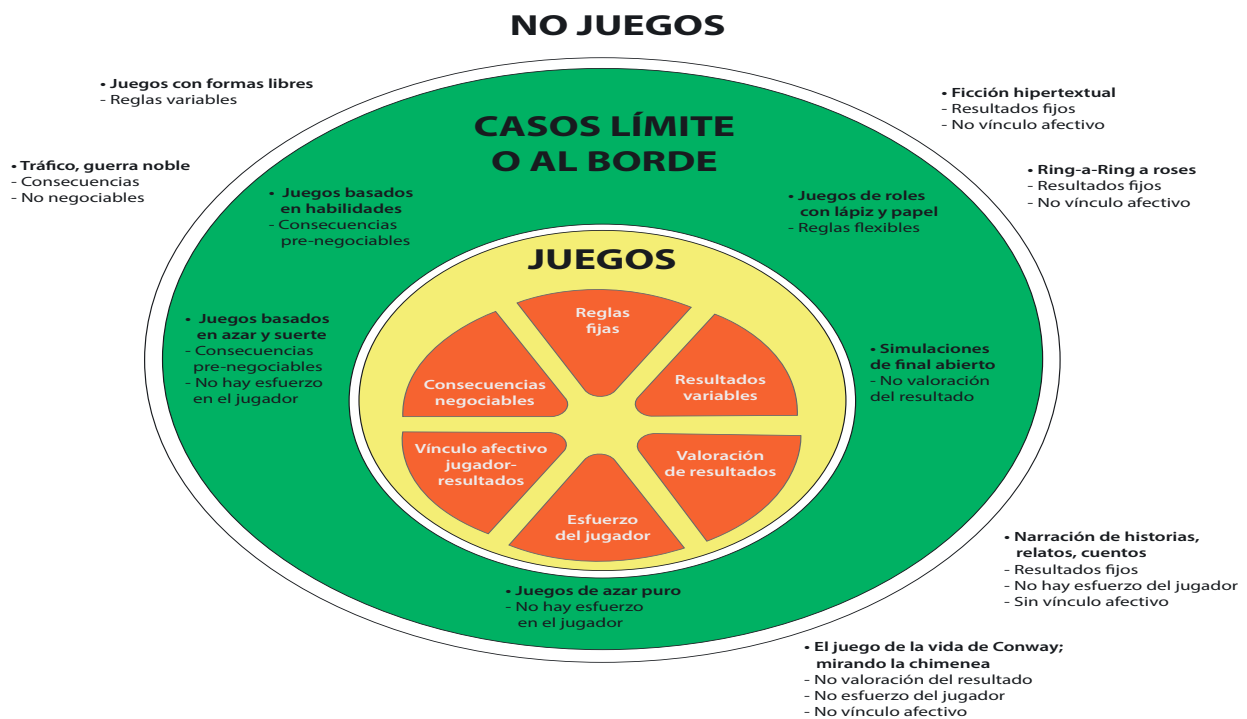 NO JUEGOS
• Juegos con formas libres
- Reglas variables
• Tráfico, guerra noble
- Consecuencias
- No negociables
• Ficción hipertextual
- Resultados fijos
- No vínculo afectivo
• Ring-a-Ring a roses
- Resultados fijos
- No vínculo afectivo
CASOS LÍMITE
O AL BORDE
• Juegos basados
en habilidades
- Consecuencias
pre-negociables
• Juegos de roles
con lápiz y papel
- Reglas flexibles
• Juegos basados
en azar y suerte
- Consecuencias
pre-negociables
- No hay esfuerzo
en el jugador
• Simulaciones
de final abierto
- No valoración
del resultado
JUEGOS
Reglas
fijas
Consecuencias
negociables
Resultados
variables
Vínculo afectivo
jugador-
resultados
Valoración
de resultados
Esfuerzo
del jugador
• Juegos de azar puro
- No hay esfuerzo
en el jugador
• Narración de historias,
relatos, cuentos
- Resultados fijos
- No hay esfuerzo del jugador
- Sin vínculo afectivo
• El juego de la vida de Conway;
mirando la chimenea
- No valoración del resultado
- No esfuerzo del jugador
- No vínculo afectivo